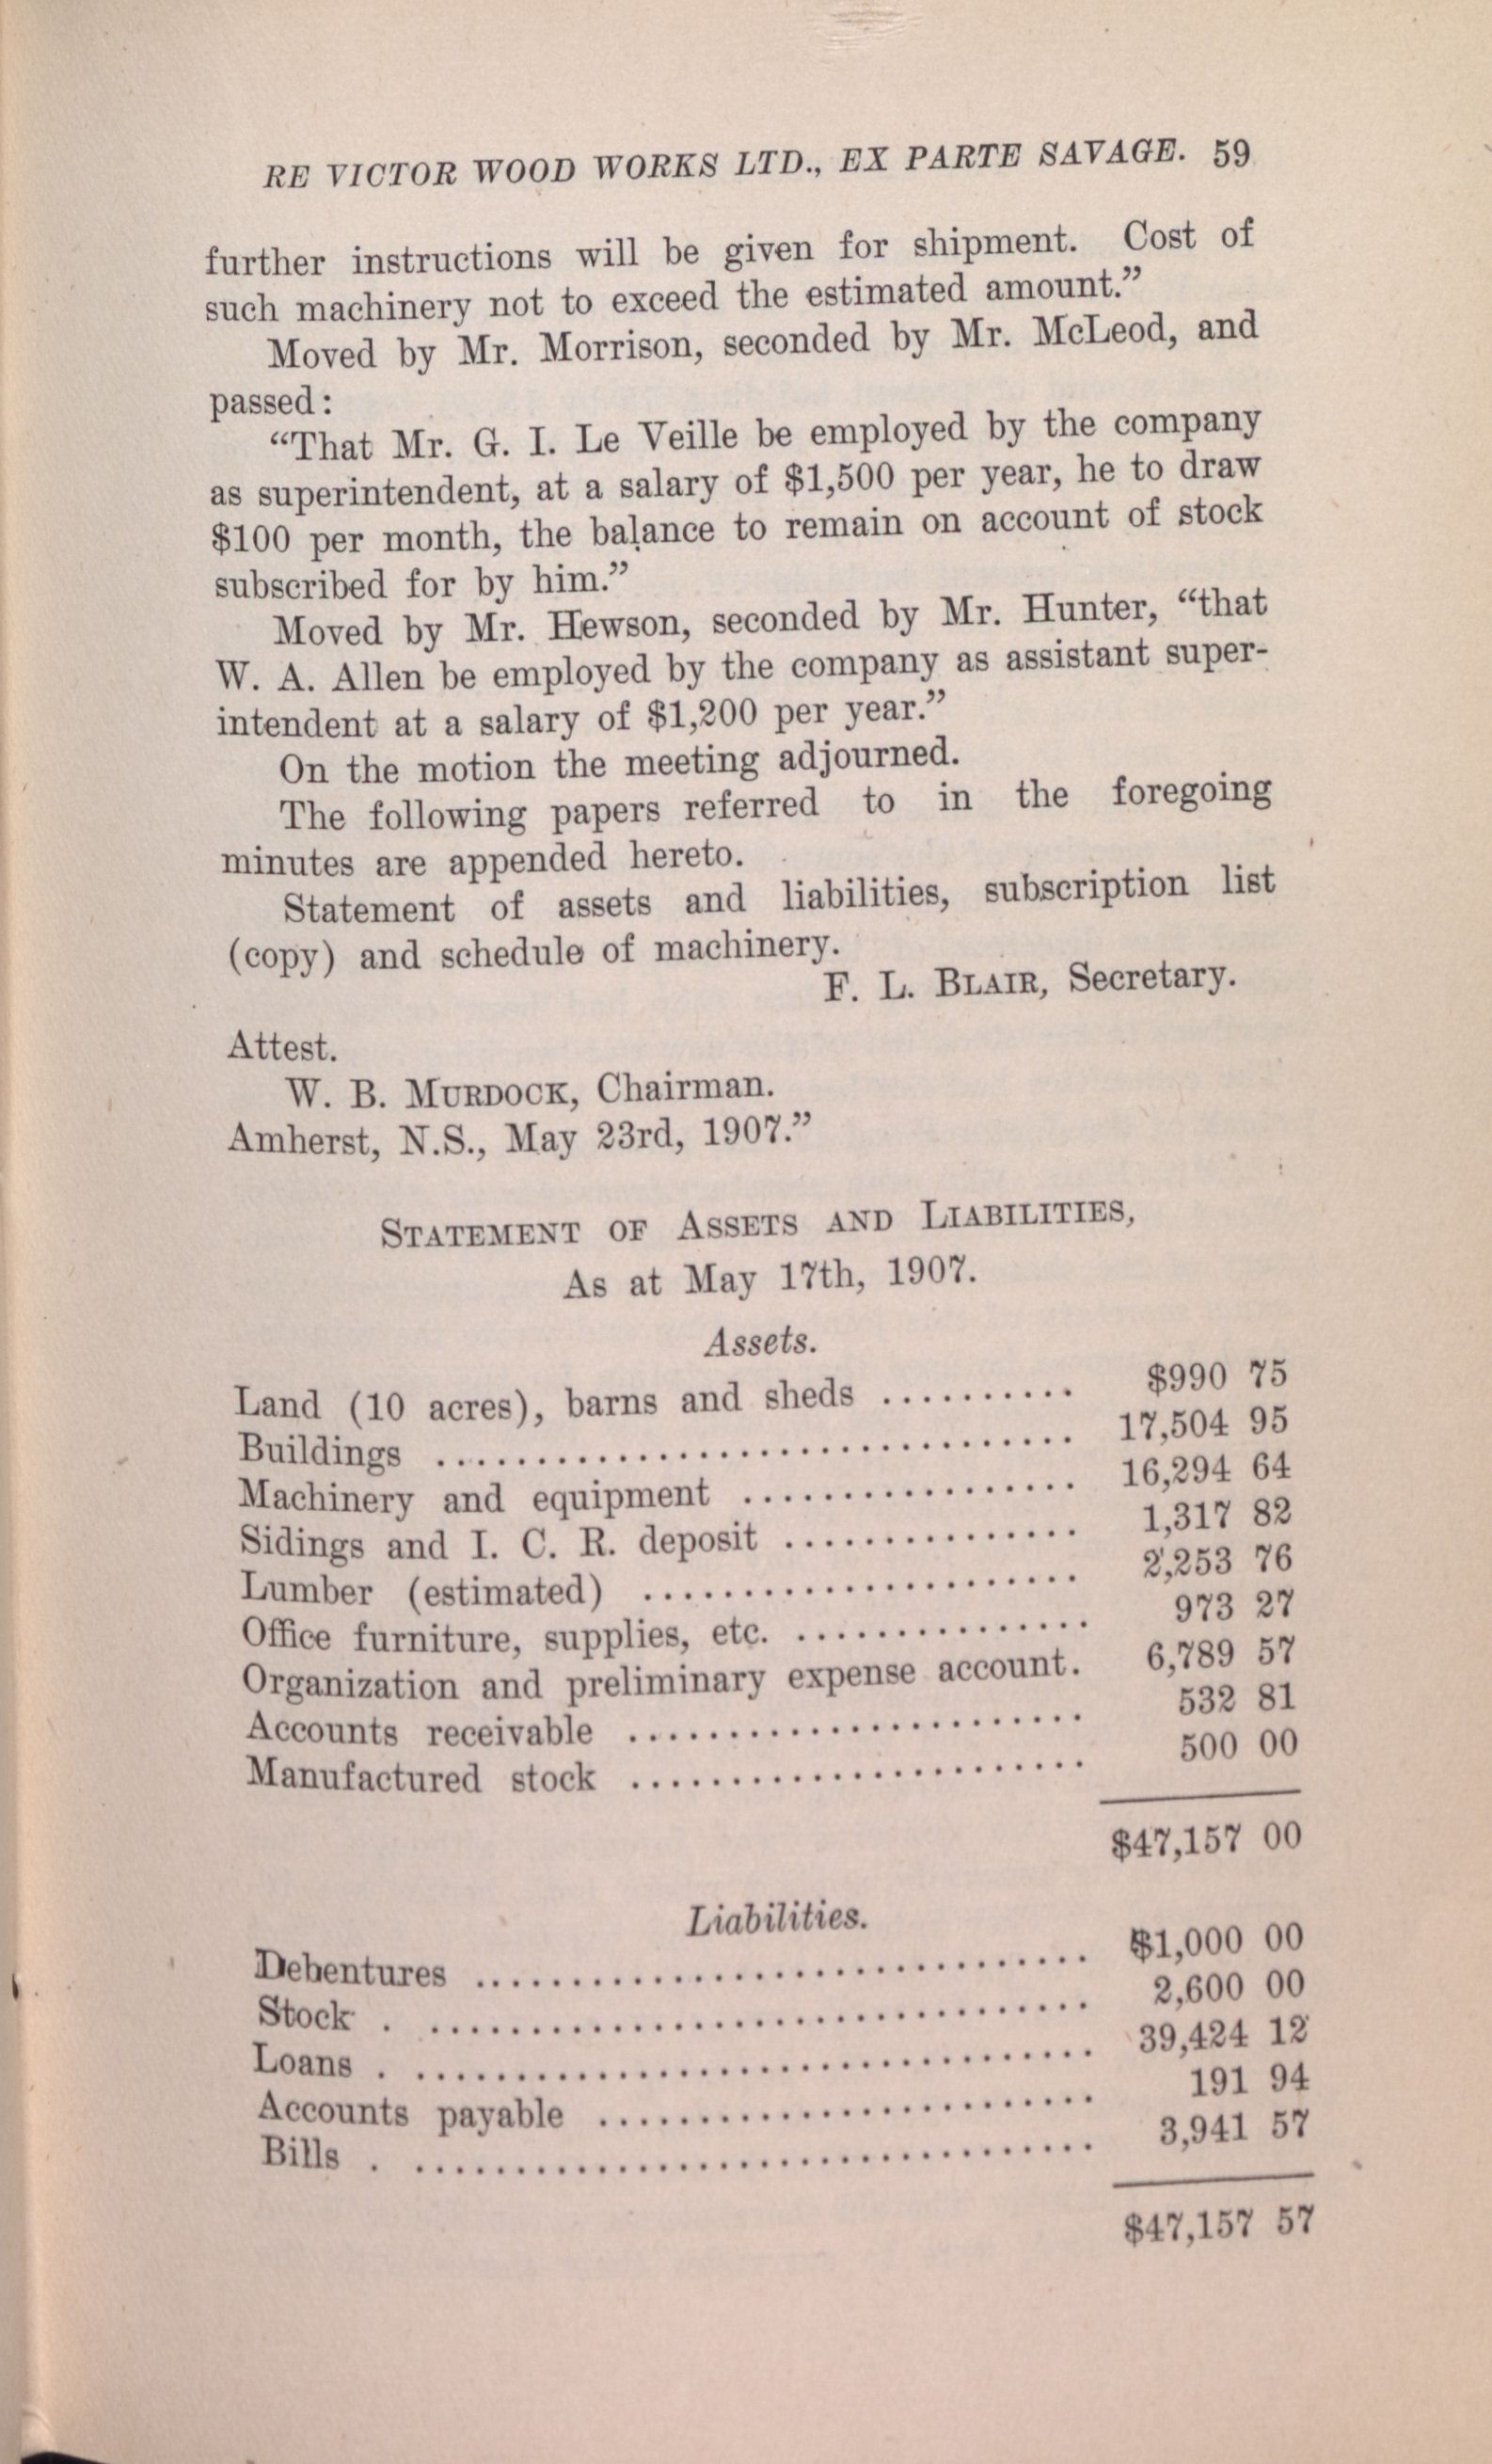 RE VICTOR WOOD WORKS LTD., EX PARTE SAVAGE. 59
further instructions will be given for shipment. Cost of
such machinery not to exceed the estimated amount.”
Moved by Mr. Morrison, seconded by Mr. McLeod, and
passed:
“That Mr. G. I. Le Veille be employed by the company
as superintendent, at a salary of $1,500 per year, he to draw
$100 per month, the balance to remain on account of stock
subscribed for by him.”
Moved by Mr. Hewson, seconded by Mr. Hunter, “that
W. A. Allen be employed by the company as assistant super-
intendent at a salary of $1,200 per year.”
On the motion the meeting adjourned.
The following papers referred to in the foregoing
minutes are appended hereto.
Statement of assets and liabilities, subscription list
(copy) and schedule of machinery.
F. L. BLAIR, Secretary.
Attest.
W. B. MURDOCK, Chairman.
Amherst, N.S., May 23rd, 1907.”
STATEMENT OF ASSETS AND LIABILITIES,
As at May 17th, 1907.
Assets.
Land (10 acres), barns and sheds .......... $990 75
Buildings ................................ 17,504 95
Machinery and equipment ................. 16,294 64
Sidings and I. C. R. deposit ............... 1,317 82
Lumber (estimated) ...................... 2,253 76
Office furniture, supplies, etc. ............... 973 27
Organization and preliminary expense account. 6,789 57
Accounts receivable ....................... 532 81
Manufactured stock ....................... 500 00
$47,157 00
Liabilities.
Debentures ............................... $1,000 00
Stock . ................................. 2,600 00
Loans . .................................. 39,424 12
Accounts payable ......................... 191 94
Bills . .................................. 3,941 57
$47,157 57